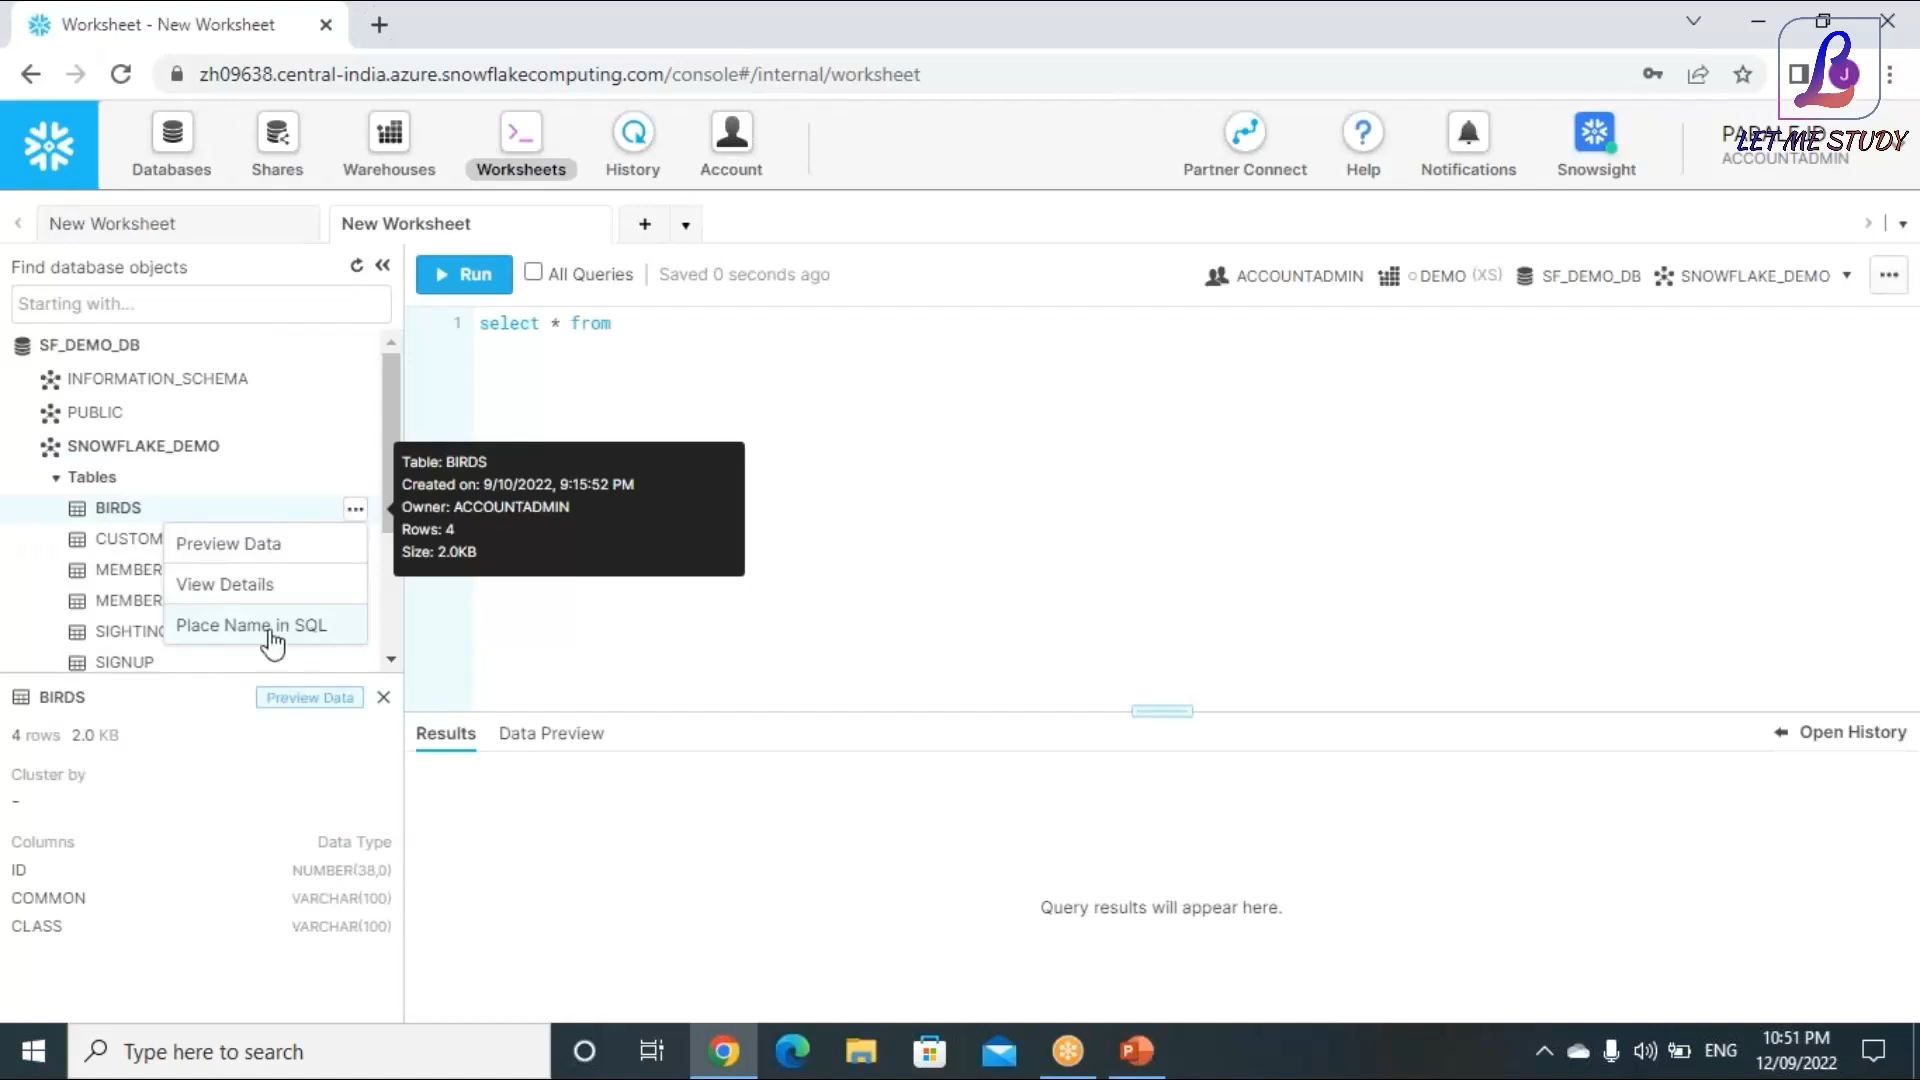 Worksheet - New Worksheet
zh09638.central-india.azure.snowflakecomputing.com/console#/internal/worksheet
J
Databases
Shares
Warehouses
Worksheets
History
Account
Partner Connect
Help
Notifications
Snowsight
LET ME STUDY
ACCOUNTADMIN
New Worksheet
New Worksheet
Find database objects
Starting with...
Run
All Queries
Saved 0 seconds ago
ACCOUNTADMIN
DEMO (XS)
SF_DEMO_DB
SNOWFLAKE_DEMO
1 select * from
SF_DEMO_DB
INFORMATION_SCHEMA
PUBLIC
SNOWFLAKE_DEMO
Tables
BIRDS
CUSTOM
MEMBER
MEMBER
SIGHTING
SIGNUP
Preview Data
View Details
Place Name in SQL
Table: BIRDS
Created on: 9/10/2022, 9:15:52 PM
Owner: ACCOUNTADMIN
Rows: 4
Size: 2.0KB
BIRDS
Preview Data
4 rows 2.0 KB
Cluster by
-
Columns Data Type
ID NUMBER(38,0)
COMMON VARCHAR(100)
CLASS VARCHAR(100)
Results
Data Preview
Open History
Query results will appear here.
Type here to search
ENG
10:51 PM
12/09/2022